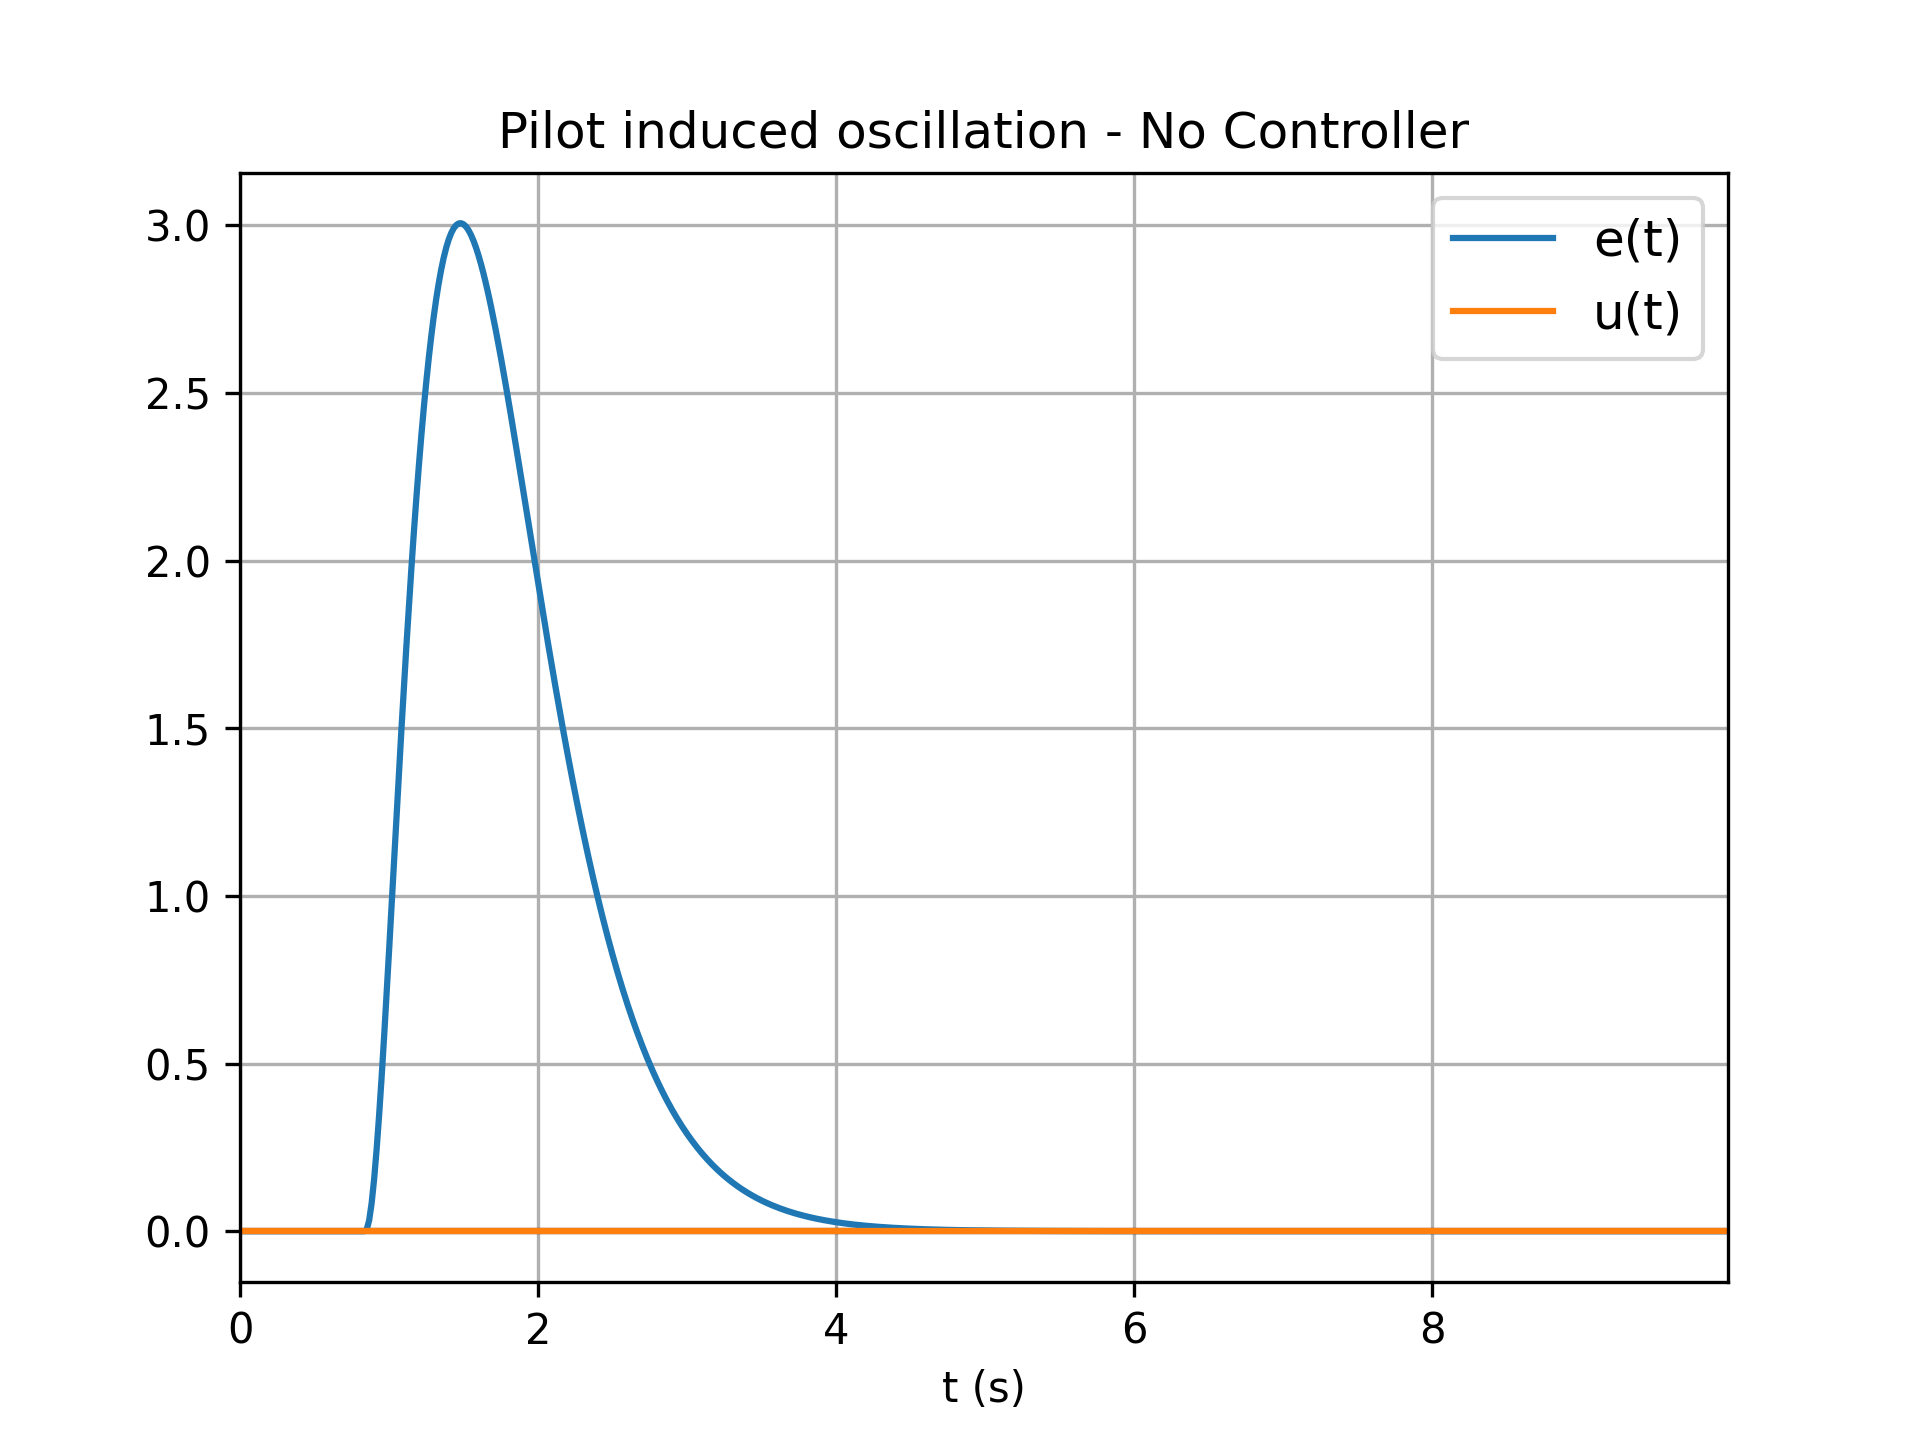 Pilot induced oscillation - No Controller
e(t)
u(t)
3.0
2.5
2.0
1.5
1.0
0.5
0.0
0 2 4 6 8
t (s)